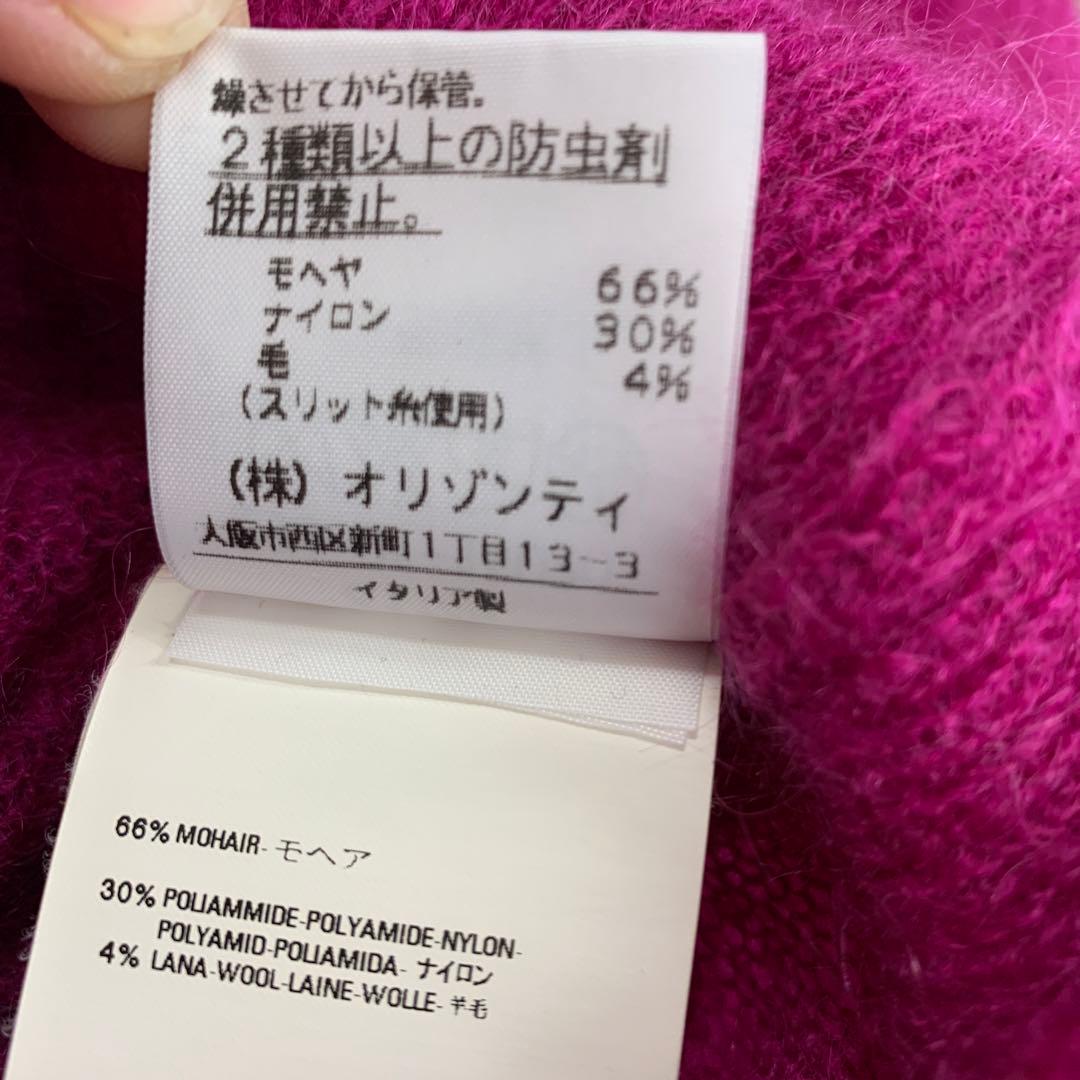 燥させてから保管。
2種類以上の防虫剤
併用禁止。
モヘヤ 66%
ナイロン 30%
毛 4%
(スリット糸使用)
(株) オリゾンティ
大阪市西区新町1丁目13-3
イタリア製
66% MOHAIR- モヘア
30% POLIAMMIDE-POLYAMIDE-NYLON-
POLYAMID-POLIAMIDA- ナイロン
4% LANA-WOOL-LAINE-WOLLE- 羊毛